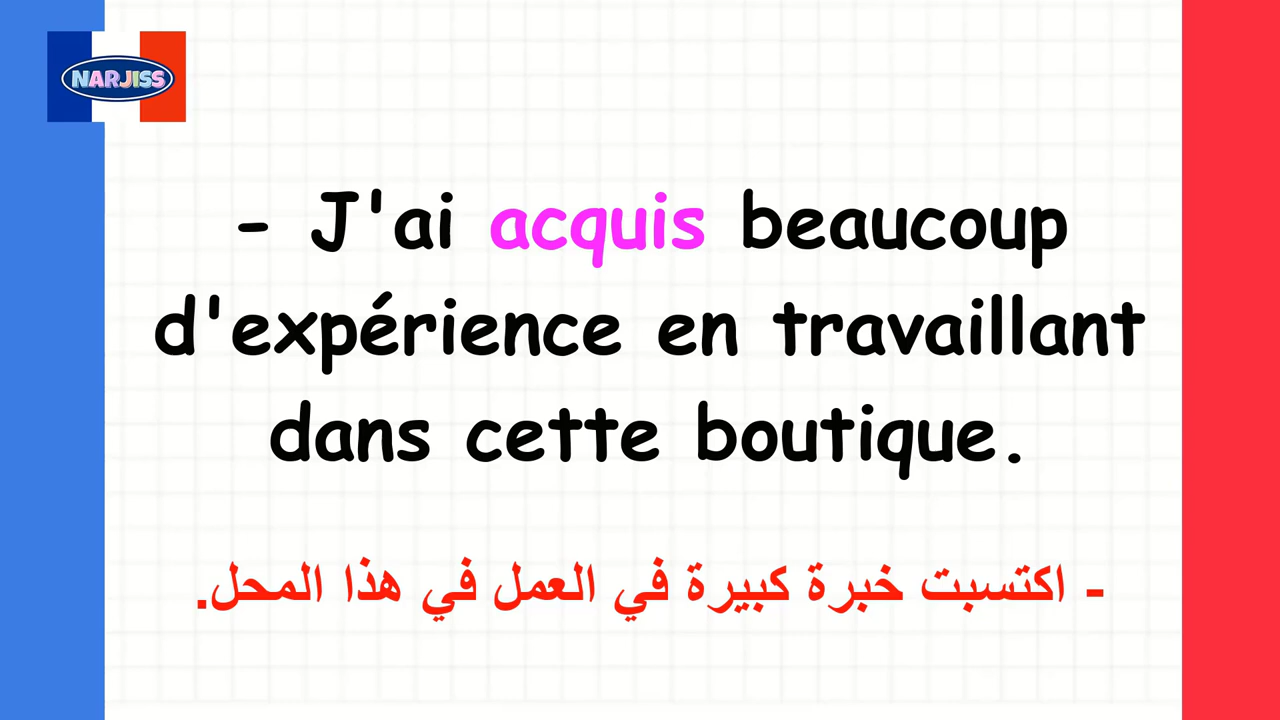 NARJISS
- J'ai acquis beaucoup
d'expérience en travaillant
dans cette boutique.
- اكتسبت خبرة كبيرة في العمل في هذا المحل.